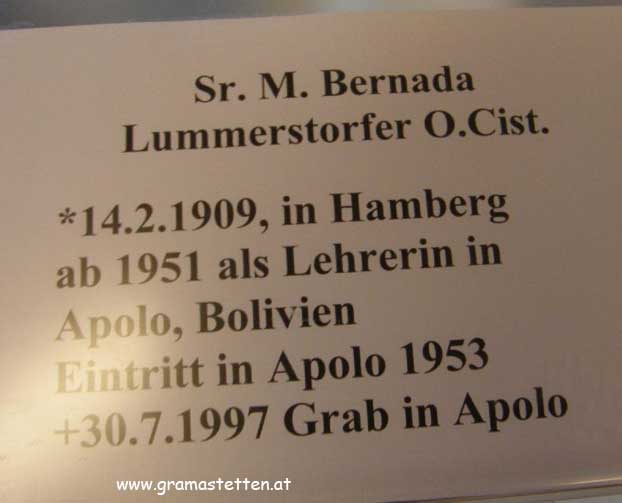 Sr. M. Bernada
Lummerstorfer O.Cist.
*14.2.1909, in Hamberg
ab 1951 als Lehrerin in
Apolo, Bolivien
Eintritt in Apolo 1953
+30.7.1997 Grab in Apolo
www.gramastetten.at